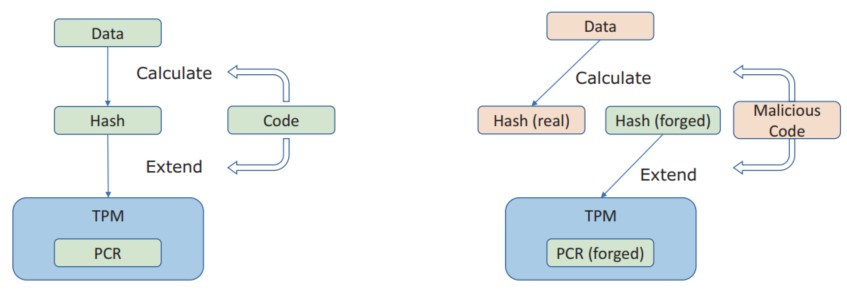 Data
Calculate
Hash
Code
Extend
TPM
PCR
Data
Calculate
Hash (real)
Hash (forged)
Malicious
Code
Extend
TPM
PCR (forged)